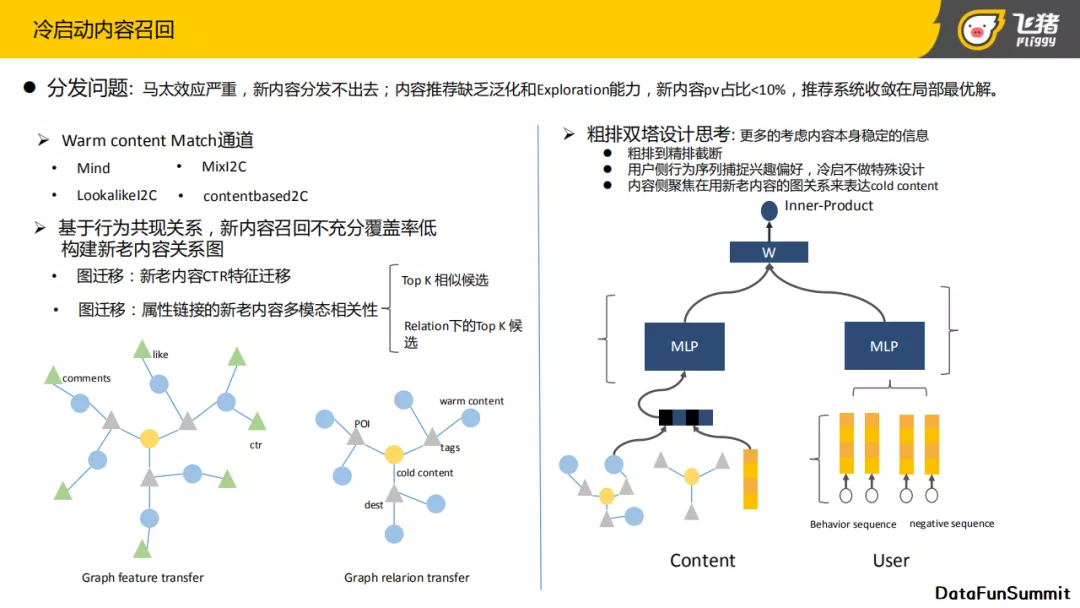 冷启动内容召回
飞猪
Fliggy
分发问题: 马太效应严重，新内容分发不出去；内容推荐缺乏泛化和Exploration能力，新内容pv占比<10%，推荐系统收敛在局部最优解。
Warm content Match通道
Mind
MixI2C
LookalikeI2C
contentbased2C
基于行为共现关系，新内容召回不充分覆盖率低
构建新老内容关系图
图迁移：新老内容CTR特征迁移
图迁移：属性链接的新老内容多模态相关性
Top K 相似候选
Relation下的Top K 候
选
like
comments
ctr
Graph feature transfer
warm content
POI
tags
cold content
dest
Graph relarion transfer
粗排双塔设计思考: 更多的考虑内容本身稳定的信息
粗排到精排截断
用户侧行为序列捕捉兴趣偏好，冷启不做特殊设计
内容侧聚焦在用新老内容的图关系来表达cold content
Inner-Product
W
MLP
MLP
Behavior sequence
negative sequence
Content
User
DataFunSummit